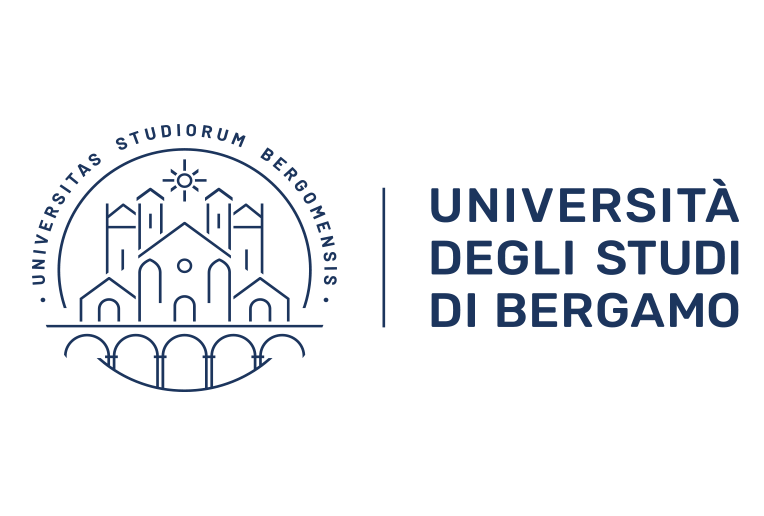 · UNIVERSITAS STUDIORUM BERGOMENSIS ·
UNIVERSITÀ
DEGLI STUDI
DI BERGAMO